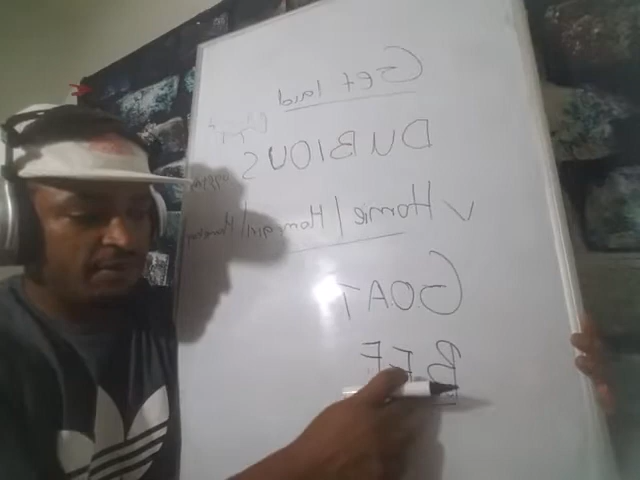 Get laid
DUBIOUS
✓ Homie / Homegirl /
GOAT
BFF